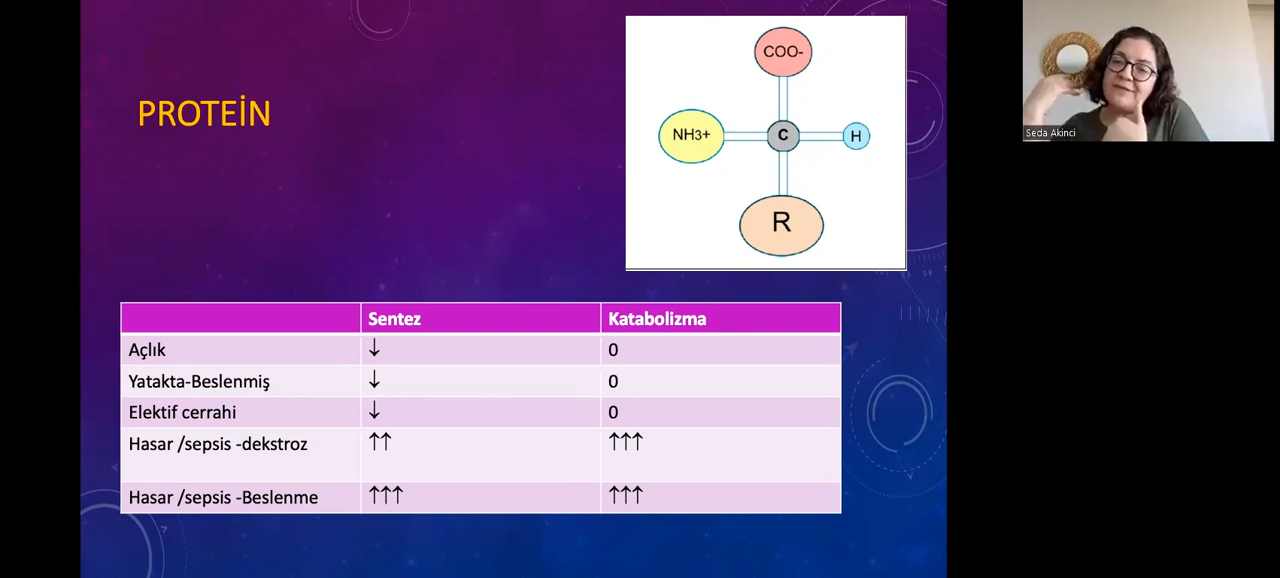 PROTEİN
COO-
NH3+
C
H
R
Sentez Katabolizma
Açlık ↓ 0
Yatakta-Beslenmiş ↓ 0
Elektif cerrahi ↓ 0
Hasar /sepsis -dekstroz ↑↑ ↑↑↑
Hasar /sepsis -Beslenme ↑↑↑ ↑↑↑
Seda Akinci